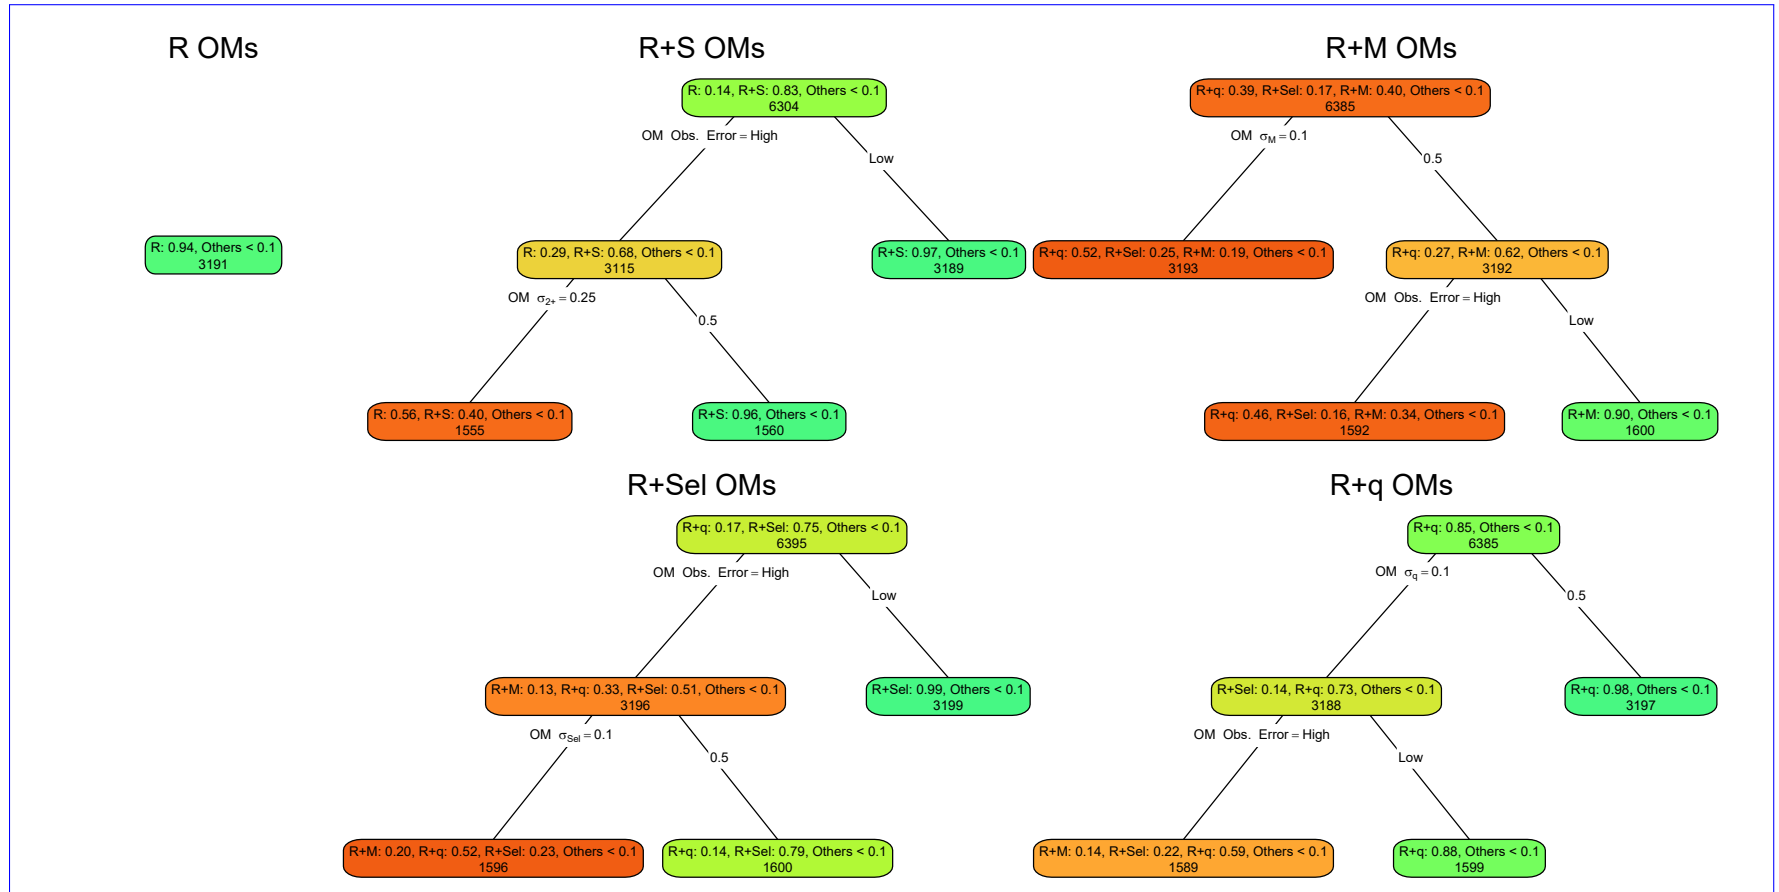 R OMs
R: 0.94, Others < 0.1
3191
R+S OMs
R: 0.14, R+S: 0.83, Others < 0.1
6304
OM Obs. Error = High
Low
R: 0.29, R+S: 0.68, Others < 0.1
3115
R+S: 0.97, Others < 0.1
3189
OM σ2+ = 0.25
0.5
R: 0.56, R+S: 0.40, Others < 0.1
1555
R+S: 0.96, Others < 0.1
1560
R+M OMs
R+q: 0.39, R+Sel: 0.17, R+M: 0.40, Others < 0.1
6385
OM σM = 0.1
0.5
R+q: 0.52, R+Sel: 0.25, R+M: 0.19, Others < 0.1
3193
R+q: 0.27, R+M: 0.62, Others < 0.1
3192
OM Obs. Error = High
Low
R+q: 0.46, R+Sel: 0.16, R+M: 0.34, Others < 0.1
1592
R+M: 0.90, Others < 0.1
1600
R+Sel OMs
R+q: 0.17, R+Sel: 0.75, Others < 0.1
6395
OM Obs. Error = High
Low
R+M: 0.13, R+q: 0.33, R+Sel: 0.51, Others < 0.1
3196
R+Sel: 0.99, Others < 0.1
3199
OM σSel = 0.1
0.5
R+M: 0.20, R+q: 0.52, R+Sel: 0.23, Others < 0.1
1596
R+q: 0.14, R+Sel: 0.79, Others < 0.1
1600
R+q OMs
R+q: 0.85, Others < 0.1
6385
OM σq = 0.1
0.5
R+Sel: 0.14, R+q: 0.73, Others < 0.1
3188
R+q: 0.98, Others < 0.1
3197
OM Obs. Error = High
Low
R+M: 0.14, R+Sel: 0.22, R+q: 0.59, Others < 0.1
1589
R+q: 0.88, Others < 0.1
1599